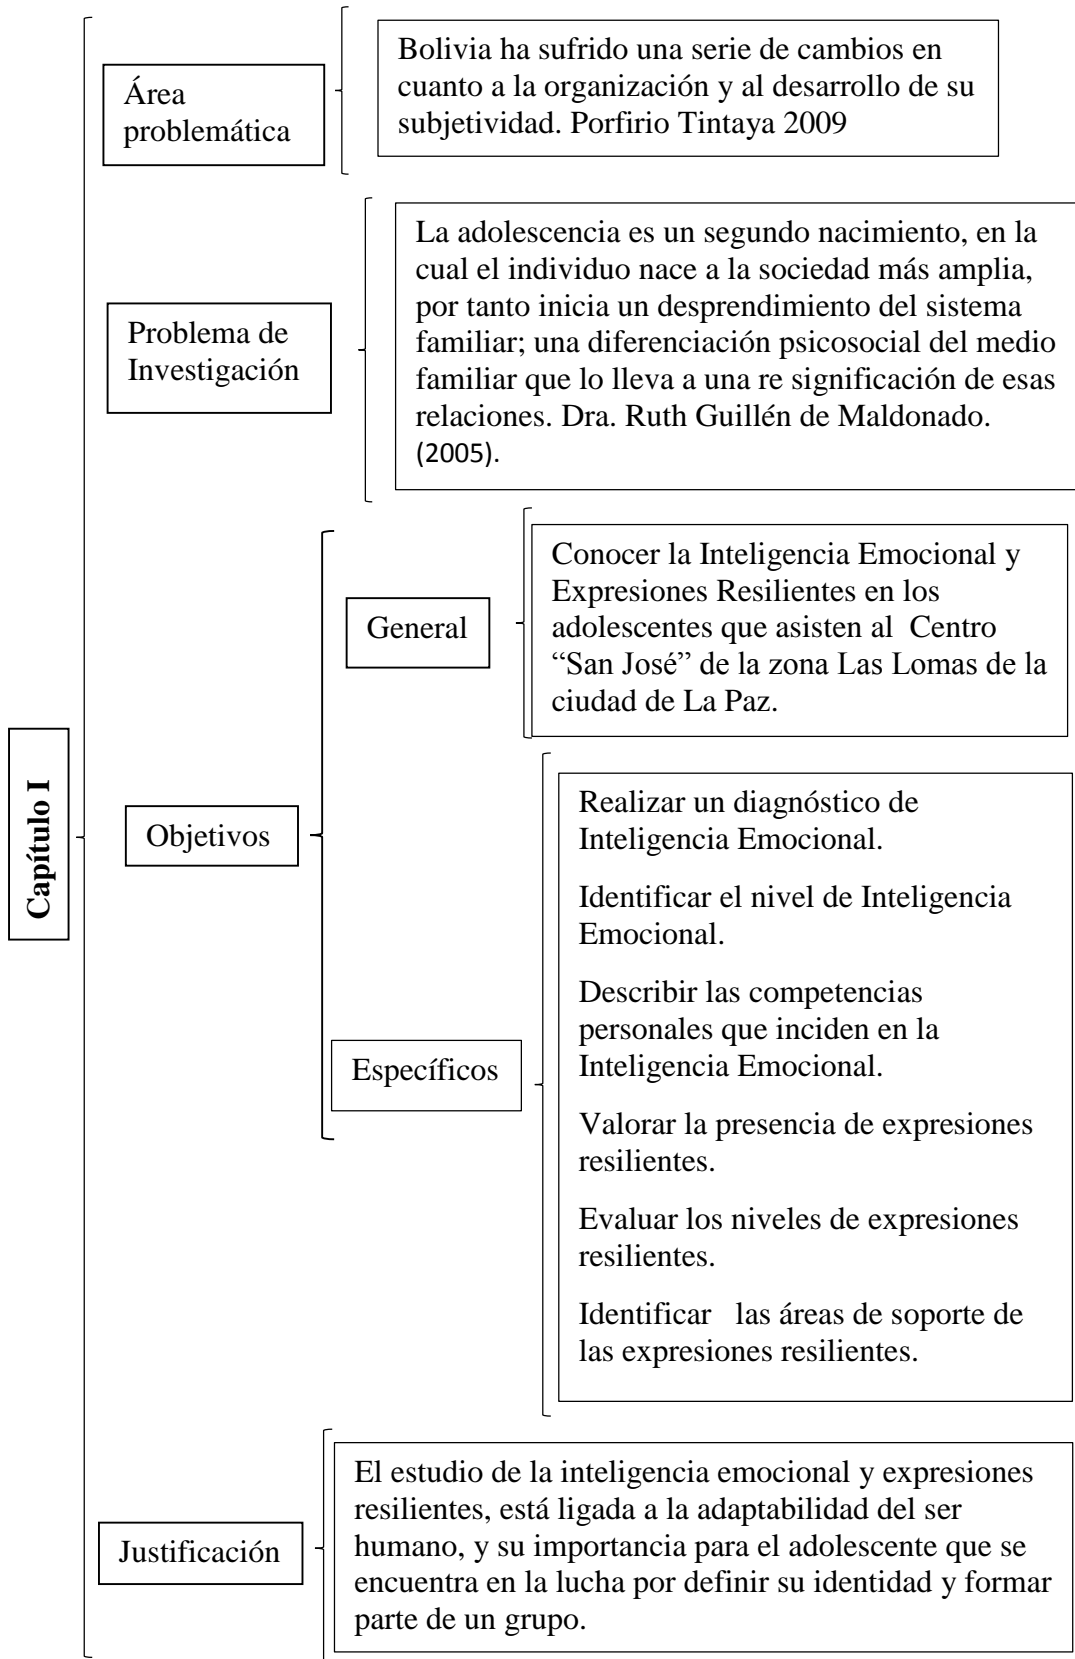 Capítulo I
Área
problemática
Bolivia ha sufrido una serie de cambios en
cuanto a la organización y al desarrollo de su
subjetividad. Porfirio Tintaya 2009
Problema de
Investigación
La adolescencia es un segundo nacimiento, en la
cual el individuo nace a la sociedad más amplia,
por tanto inicia un desprendimiento del sistema
familiar; una diferenciación psicosocial del medio
familiar que lo lleva a una re significación de esas
relaciones. Dra. Ruth Guillén de Maldonado.
(2005).
Objetivos
General
Conocer la Inteligencia Emocional y
Expresiones Resilientes en los
adolescentes que asisten al  Centro
“San José” de la zona Las Lomas de la
ciudad de La Paz.
Específicos
Realizar un diagnóstico de
Inteligencia Emocional.
Identificar el nivel de Inteligencia
Emocional.
Describir las competencias
personales que inciden en la
Inteligencia Emocional.
Valorar la presencia de expresiones
resilientes.
Evaluar los niveles de expresiones
resilientes.
Identificar   las áreas de soporte de
las expresiones resilientes.
Justificación
El estudio de la inteligencia emocional y expresiones
resilientes, está ligada a la adaptabilidad del ser
humano, y su importancia para el adolescente que se
encuentra en la lucha por definir su identidad y formar
parte de un grupo.